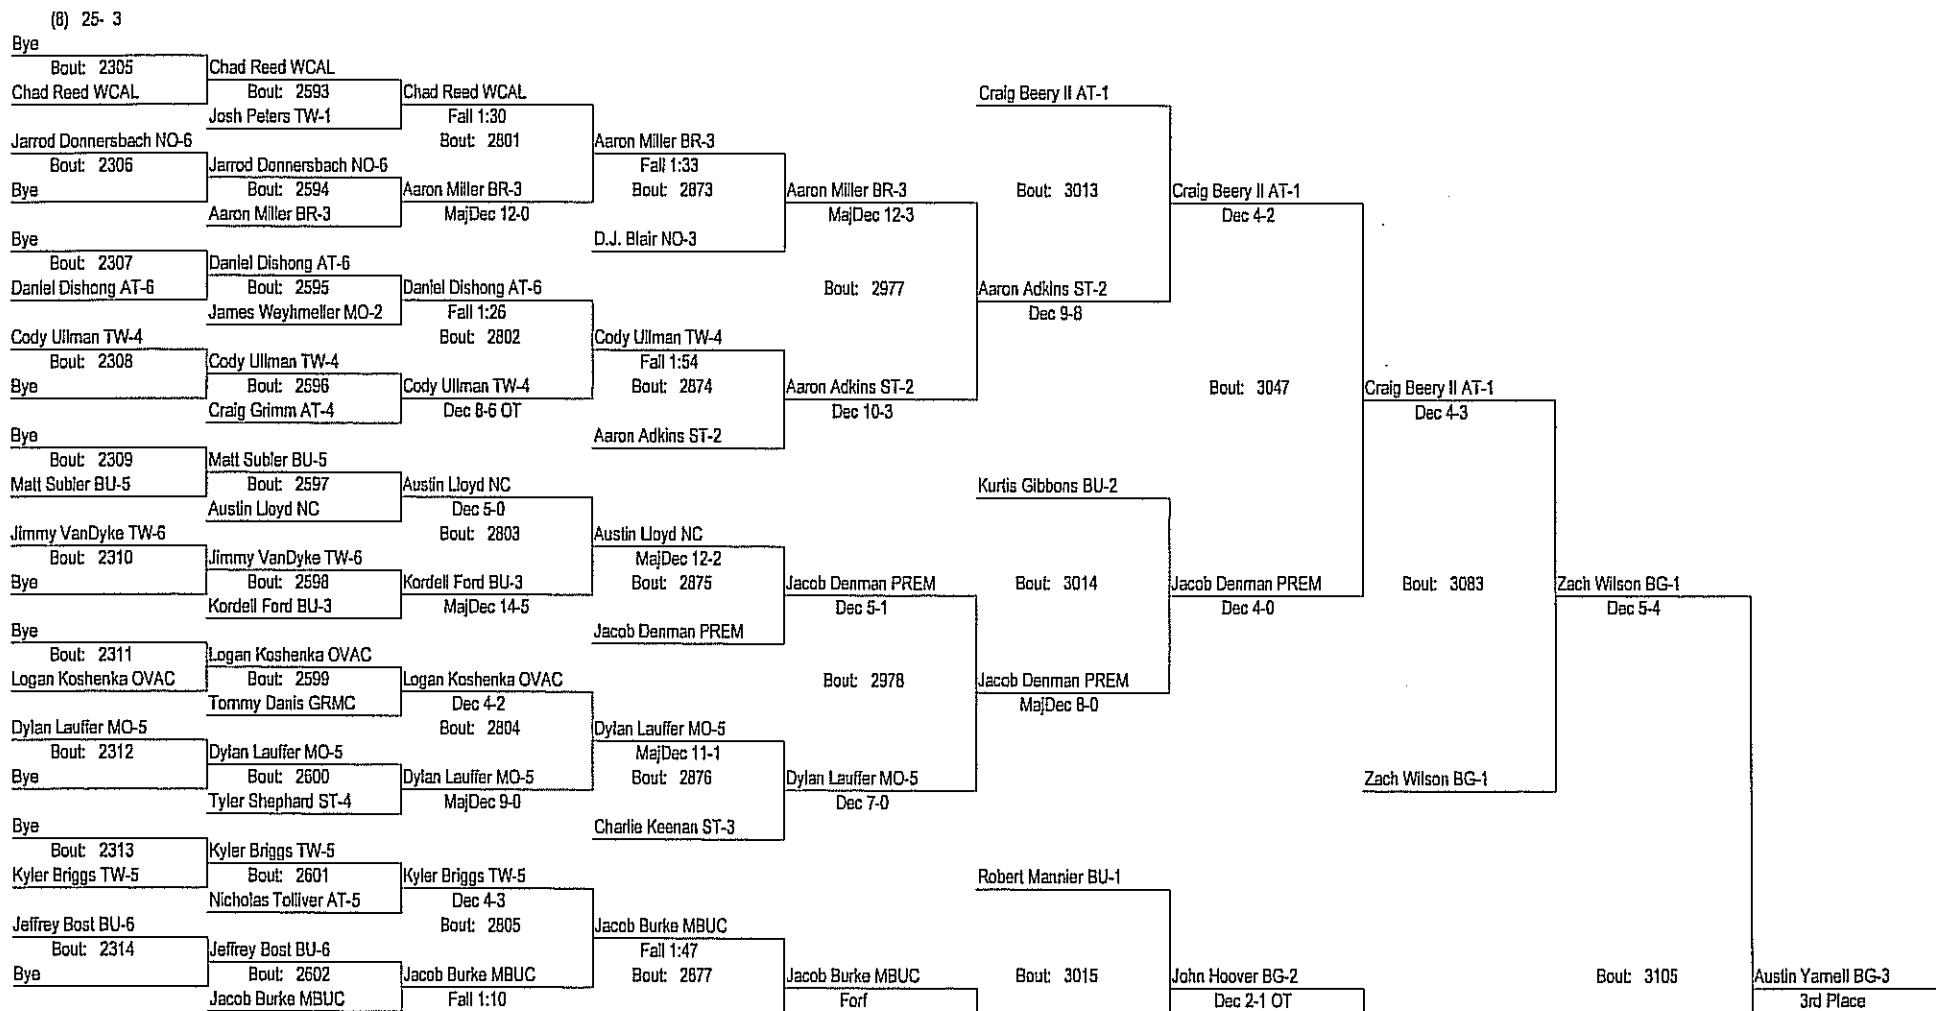 (8) 25- 3
Bye
Bout: 2305
Chad Reed WCAL
Jarrod Donnersbach NO-6
Bout: 2306
Bye
Bye
Bout: 2307
Daniel Dishong AT-6
Cody Ullman TW-4
Bout: 2308
Bye
Bye
Bout: 2309
Matt Subler BU-5
Jimmy VanDyke TW-6
Bout: 2310
Bye
Bye
Bout: 2311
Logan Koshenka OVAC
Dylan Lauffer MO-5
Bout: 2312
Bye
Bye
Bout: 2313
Kyler Briggs TW-5
Jeffrey Bost BU-6
Bout: 2314
Bye
Chad Reed WCAL
Bout: 2593
Josh Peters TW-1
Jarrod Donnersbach NO-6
Bout: 2594
Aaron Miller BR-3
Daniel Dishong AT-6
Bout: 2595
James Weyhmeller MO-2
Cody Ullman TW-4
Bout: 2596
Craig Grimm AT-4
Matt Subler BU-5
Bout: 2597
Austin Lloyd NC
Jimmy VanDyke TW-6
Bout: 2598
Kordell Ford BU-3
Logan Koshenka OVAC
Bout: 2599
Tommy Danis GRMC
Dylan Lauffer MO-5
Bout: 2600
Tyler Shephard ST-4
Kyler Briggs TW-5
Bout: 2601
Nicholas Tolliver AT-5
Jeffrey Bost BU-6
Bout: 2602
Jacob Burke MBUC
Chad Reed WCAL
Fall 1:30
Bout: 2801
Aaron Miller BR-3
MajDec 12-0
Daniel Dishong AT-6
Fall 1:26
Bout: 2802
Cody Ullman TW-4
Dec 8-6 OT
Austin Lloyd NC
Dec 5-0
Bout: 2803
Kordell Ford BU-3
MajDec 14-5
Logan Koshenka OVAC
Dec 4-2
Bout: 2804
Dylan Lauffer MO-5
MajDec 9-0
Kyler Briggs TW-5
Dec 4-3
Bout: 2805
Jacob Burke MBUC
Fall 1:10
Aaron Miller BR-3
Fall 1:33
Bout: 2873
D.J. Blair NO-3
Cody Ullman TW-4
Fall 1:54
Bout: 2874
Aaron Adkins ST-2
Austin Lloyd NC
MajDec 12-2
Bout: 2875
Jacob Denman PREM
Dylan Lauffer MO-5
MajDec 11-1
Bout: 2876
Charlie Keenan ST-3
Jacob Burke MBUC
Fall 1:47
Bout: 2877
Aaron Miller BR-3
MajDec 12-3
Bout: 2977
Aaron Adkins ST-2
Dec 10-3
Jacob Denman PREM
Dec 5-1
Bout: 2978
Dylan Lauffer MO-5
Dec 7-0
Jacob Burke MBUC
Forf
Craig Beery II AT-1
Bout: 3013
Aaron Adkins ST-2
Dec 9-8
Kurtis Gibbons BU-2
Bout: 3014
Jacob Denman PREM
MajDec 8-0
Robert Mannier BU-1
Bout: 3015
Craig Beery II AT-1
Dec 4-2
Bout: 3047
Jacob Denman PREM
Dec 4-0
John Hoover BG-2
Dec 2-1 OT
Craig Beery II AT-1
Dec 4-3
Bout: 3083
Zach Wilson BG-1
Zach Wilson BG-1
Dec 5-4
Bout: 3105
Austin Yarnell BG-3
3rd Place